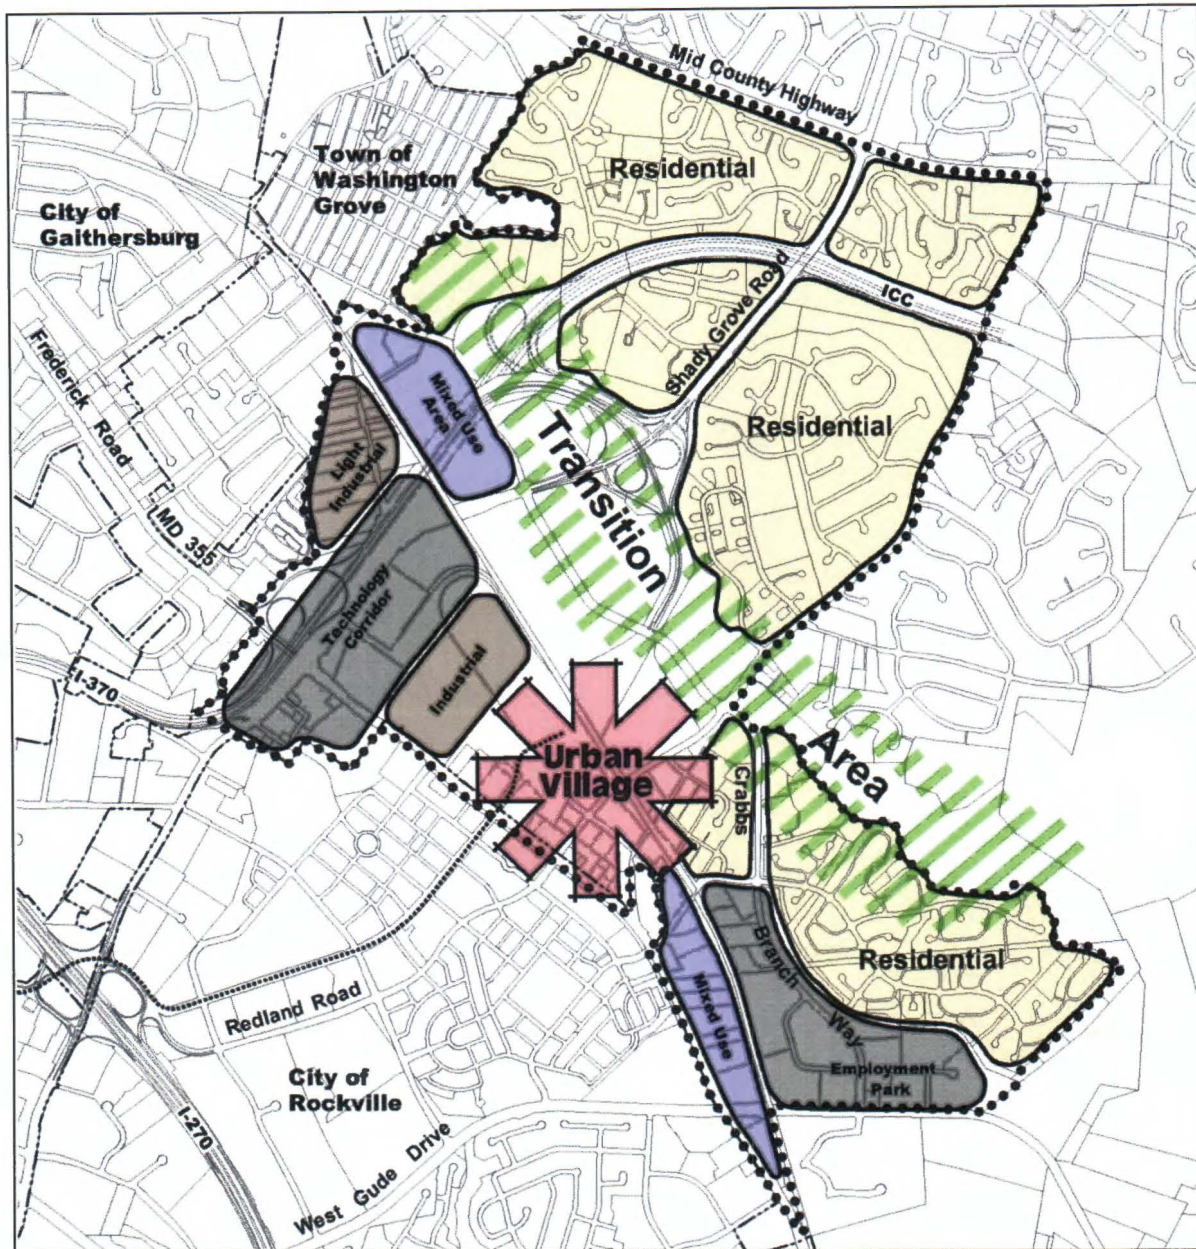 Mid County Highway
Town of
Washington
Grove
Residential
City of
Gaithersburg
ICC
Shady Grove Road
Frederick Road
MD 355
Mixed Use
Area
Light
Industrial
Residential
Transition
Technology
Corridor
Industrial
I-370
Urban
Village
Area
Crabbs
Branch
Way
Residential
Mixed Use
Employment
Park
Redland Road
City of
Rockville
I-270
West Gude Drive